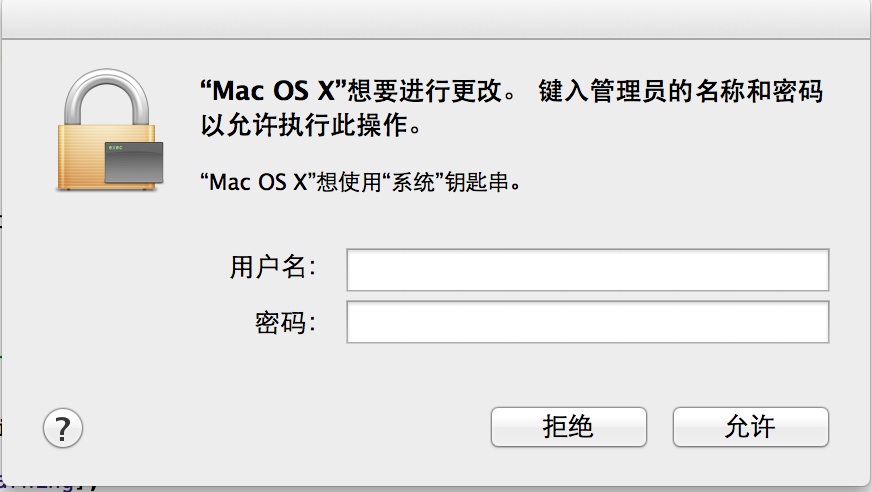 “Mac OS X”想要进行更改。 键入管理员的名称和密码
以允许执行此操作。
“Mac OS X”想使用“系统”钥匙串。
用户名：
密码：
?
拒绝
允许